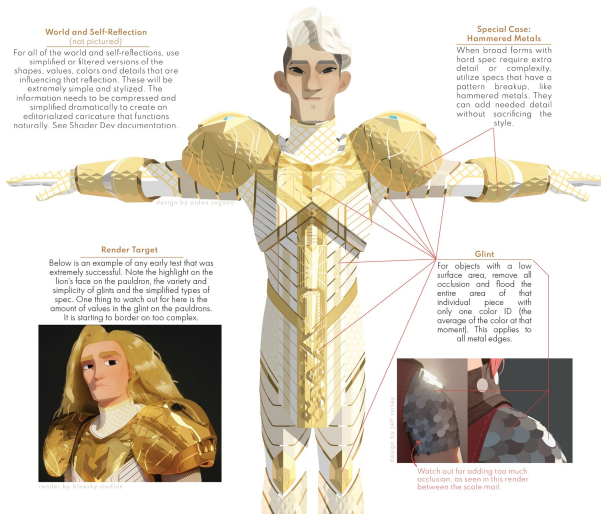 World and Self-Reflection
(not pictured)
For all of the world and self-reflections, use
simplified or filtered versions of the
shapes, values, colors and details that are
influencing that reflection. These will be
extremely simple and stylized. The
information needs to be compressed and
simplified dramatically to create an
editorialized caricature that functions
naturally. See Shader Dev documentation.
Special Case:
Hammered Metals
When broad forms with
hard spec require extra
detail or complexity,
utilize specs that have a
pattern breakup, like
hammered metals. They
can add needed detail
without sacrificing the
style.
design by aidan sugano
Render Target
Below is an example of any early test that was
extremely successful. Note the highlight on the
lion's face on the pauldron, the variety and
simplicity of glints and the simplified types of
spec. One thing to watch out for here is the
amount of values in the glint on the pauldrons.
It is starting to border on too complex.
render by bluesky studios
Glint
For objects with a low
surface area, remove all
occlusion and flood the
entire area of that
individual piece with
only one color ID (the
average of the color at that
moment). This applies to
all metal edges.
design by jeff turley
Watch out for adding too much
occlusion, as seen in this render
between the scale mail.